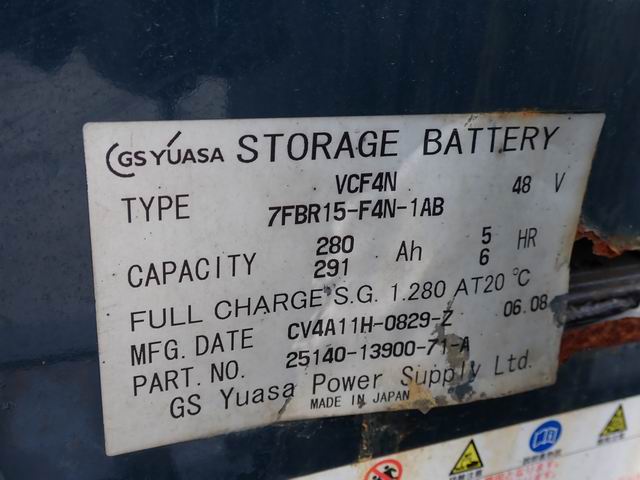 GS YUASA STORAGE BATTERY
TYPE VCF4N 48 V
7FBR15-F4N-1AB
CAPACITY 280 Ah 5 HR
291 6
FULL CHARGE S.G. 1.280 AT 20 ℃
MFG. DATE CV4A11H-0829-Z 06.08
PART. NO. 25140-13900-71-A
GS Yuasa Power Supply Ltd.
MADE IN JAPAN